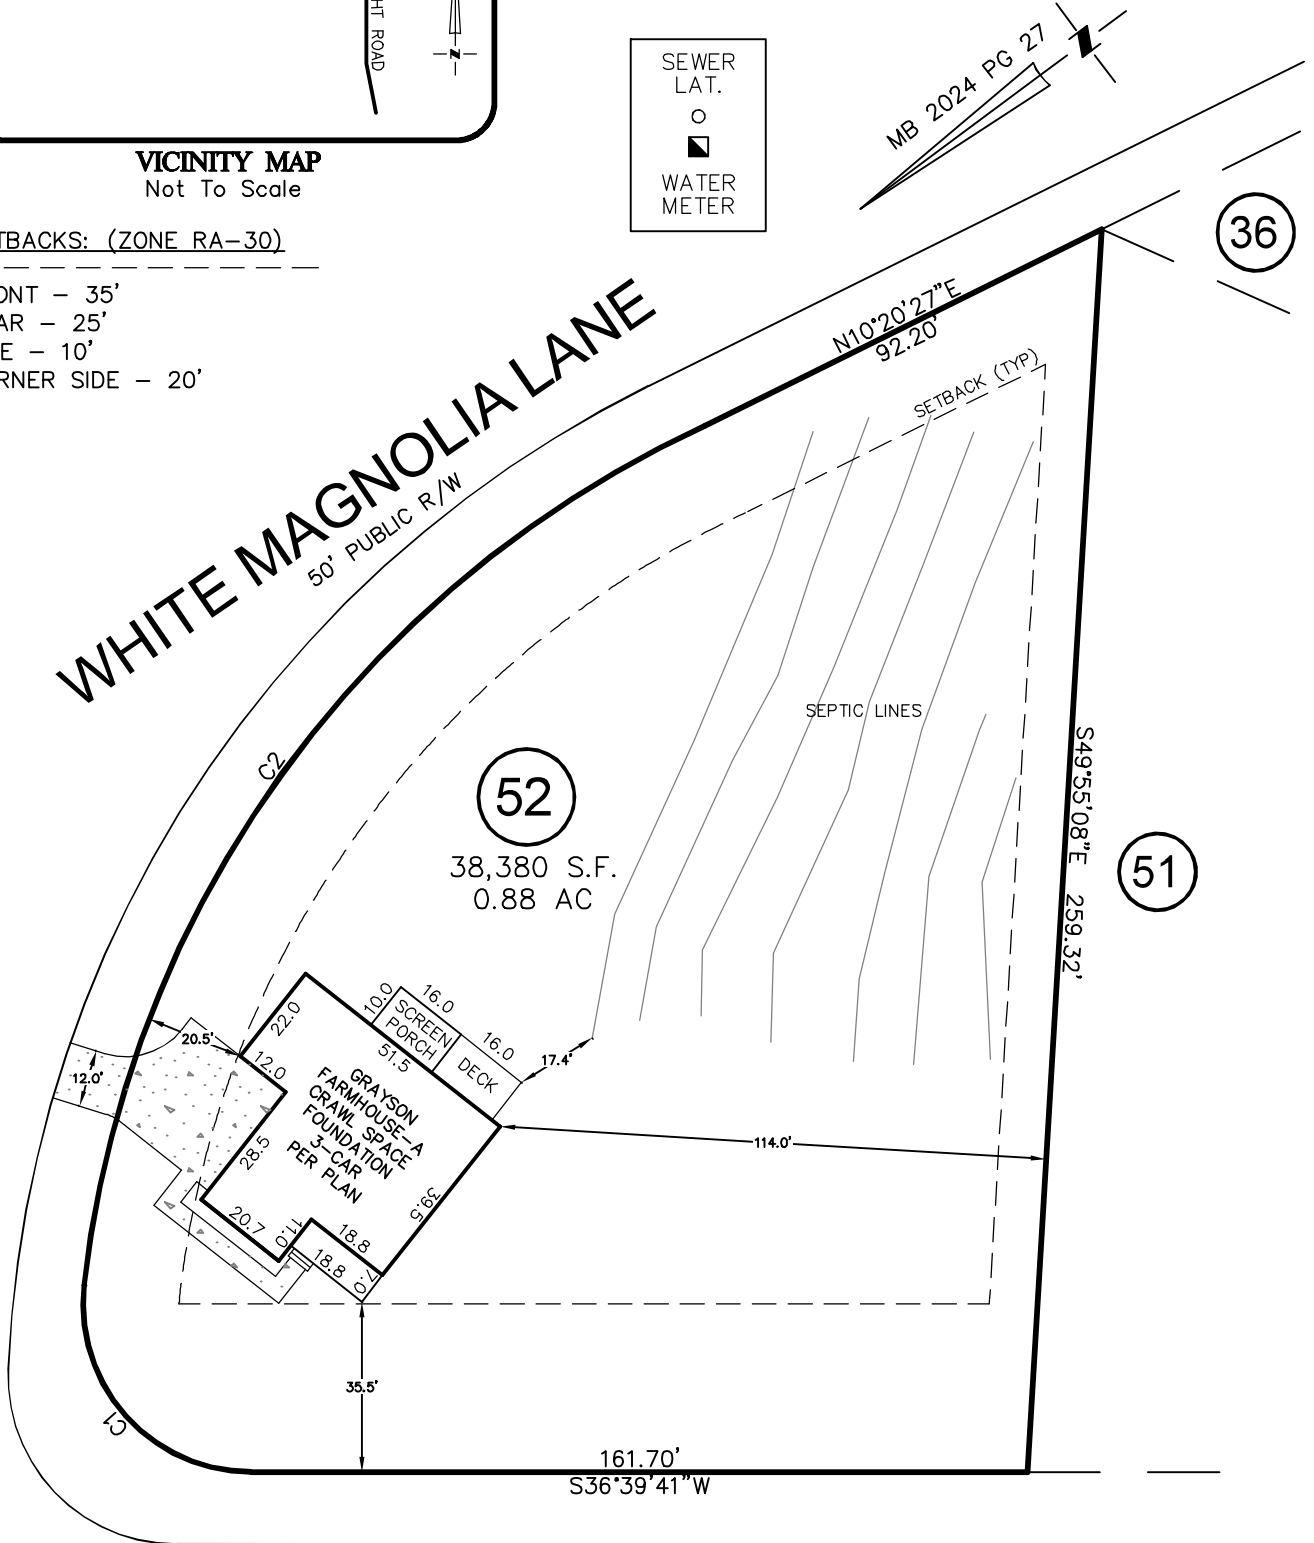 HT ROAD
N
VICINITY MAP
Not To Scale
TBACKS: (ZONE RA-30)
ONT - 35'
AR - 25'
E - 10'
RNER SIDE - 20'
SEWER
LAT.
WATER
METER
MB 2024 PG 27
N
36
N10°20'27"E
92.20'
SETBACK (TYP)
WHITE MAGNOLIA LANE
50' PUBLIC R/W
SEPTIC LINES
C2
52
38,380 S.F.
0.88 AC
S49°55'08"E 259.32'
51
22.0
10.0
16.0
SCREEN
PORCH
16.0
DECK
51.5
20.5'
12.0
12.0'
17.4'
114.0'
GRAYSON
FARMHOUSE-A
CRAWL SPACE
FOUNDATION
3-CAR
PER PLAN
28.5
39.5
20.7
11.0
18.8
18.8
7.0
35.5'
C1
161.70'
S36°39'41"W